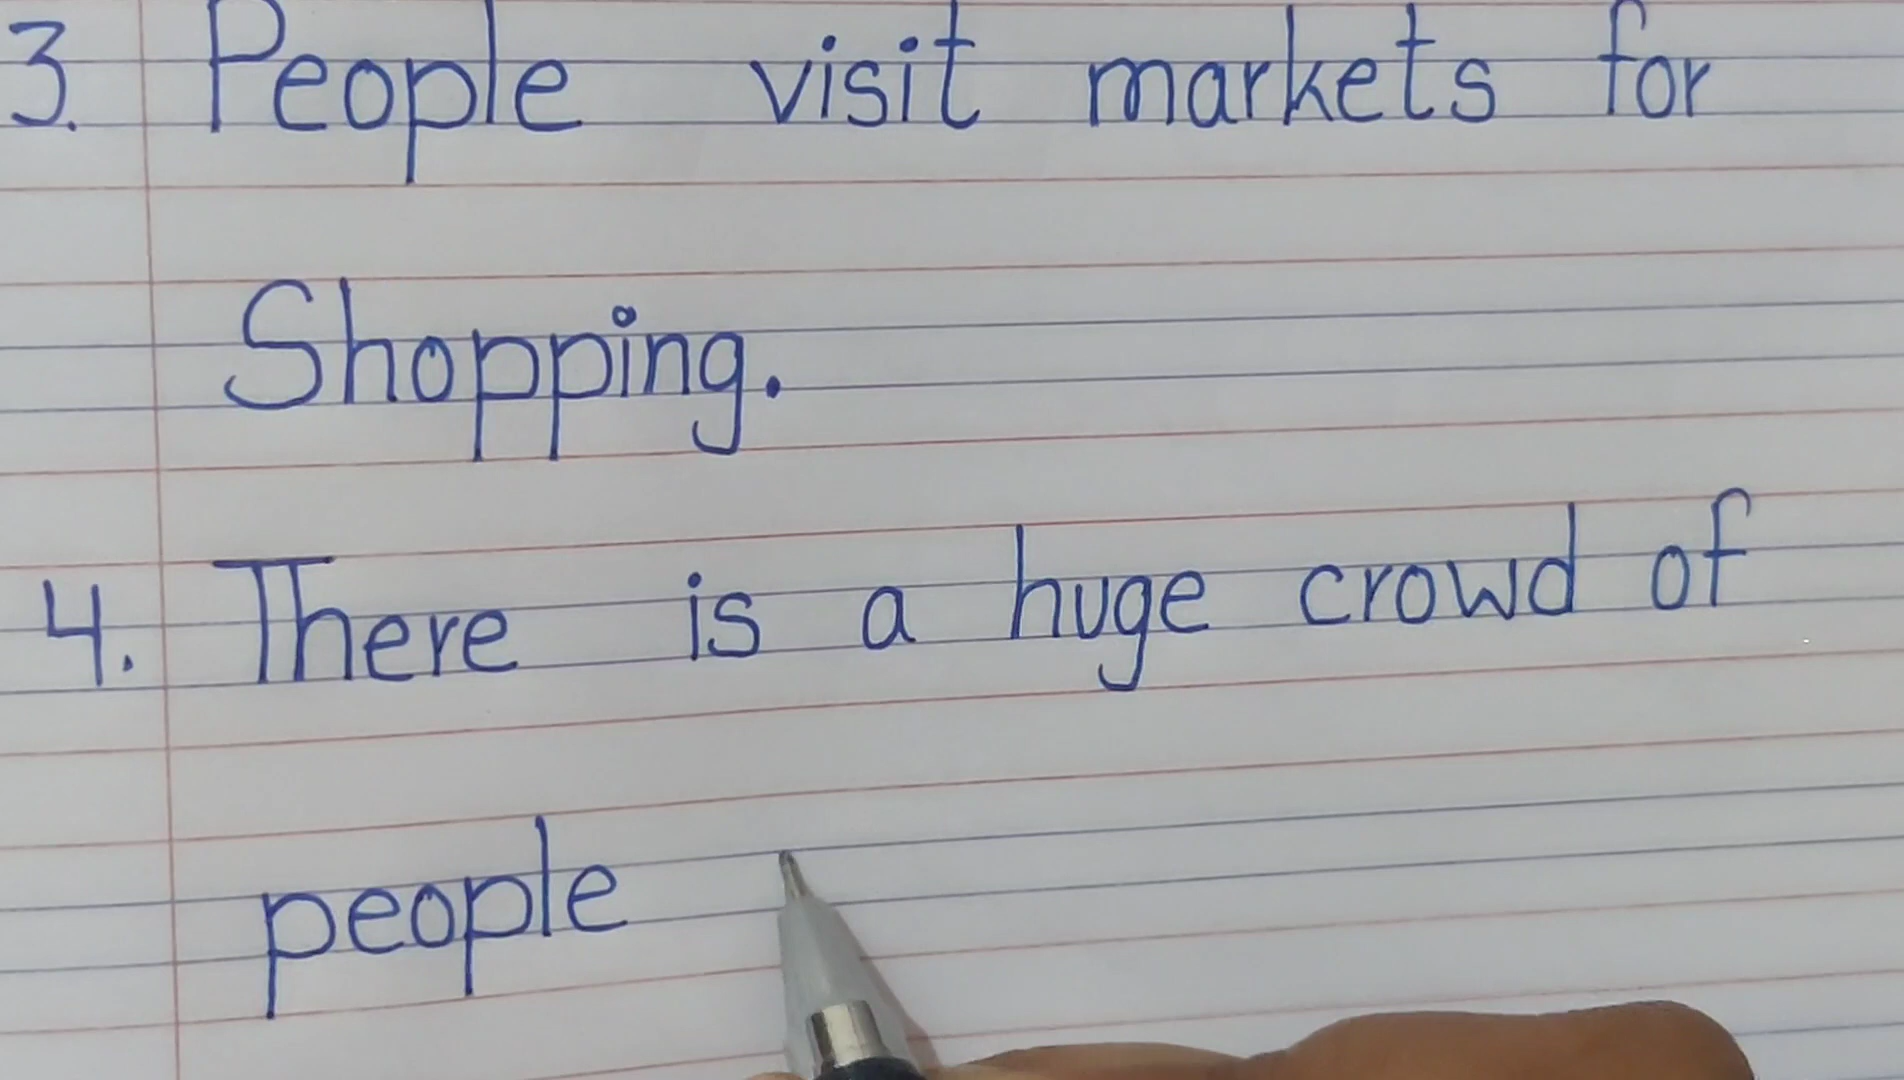 3. People visit markets for
Shopping.
4. There is a huge crowd of
people